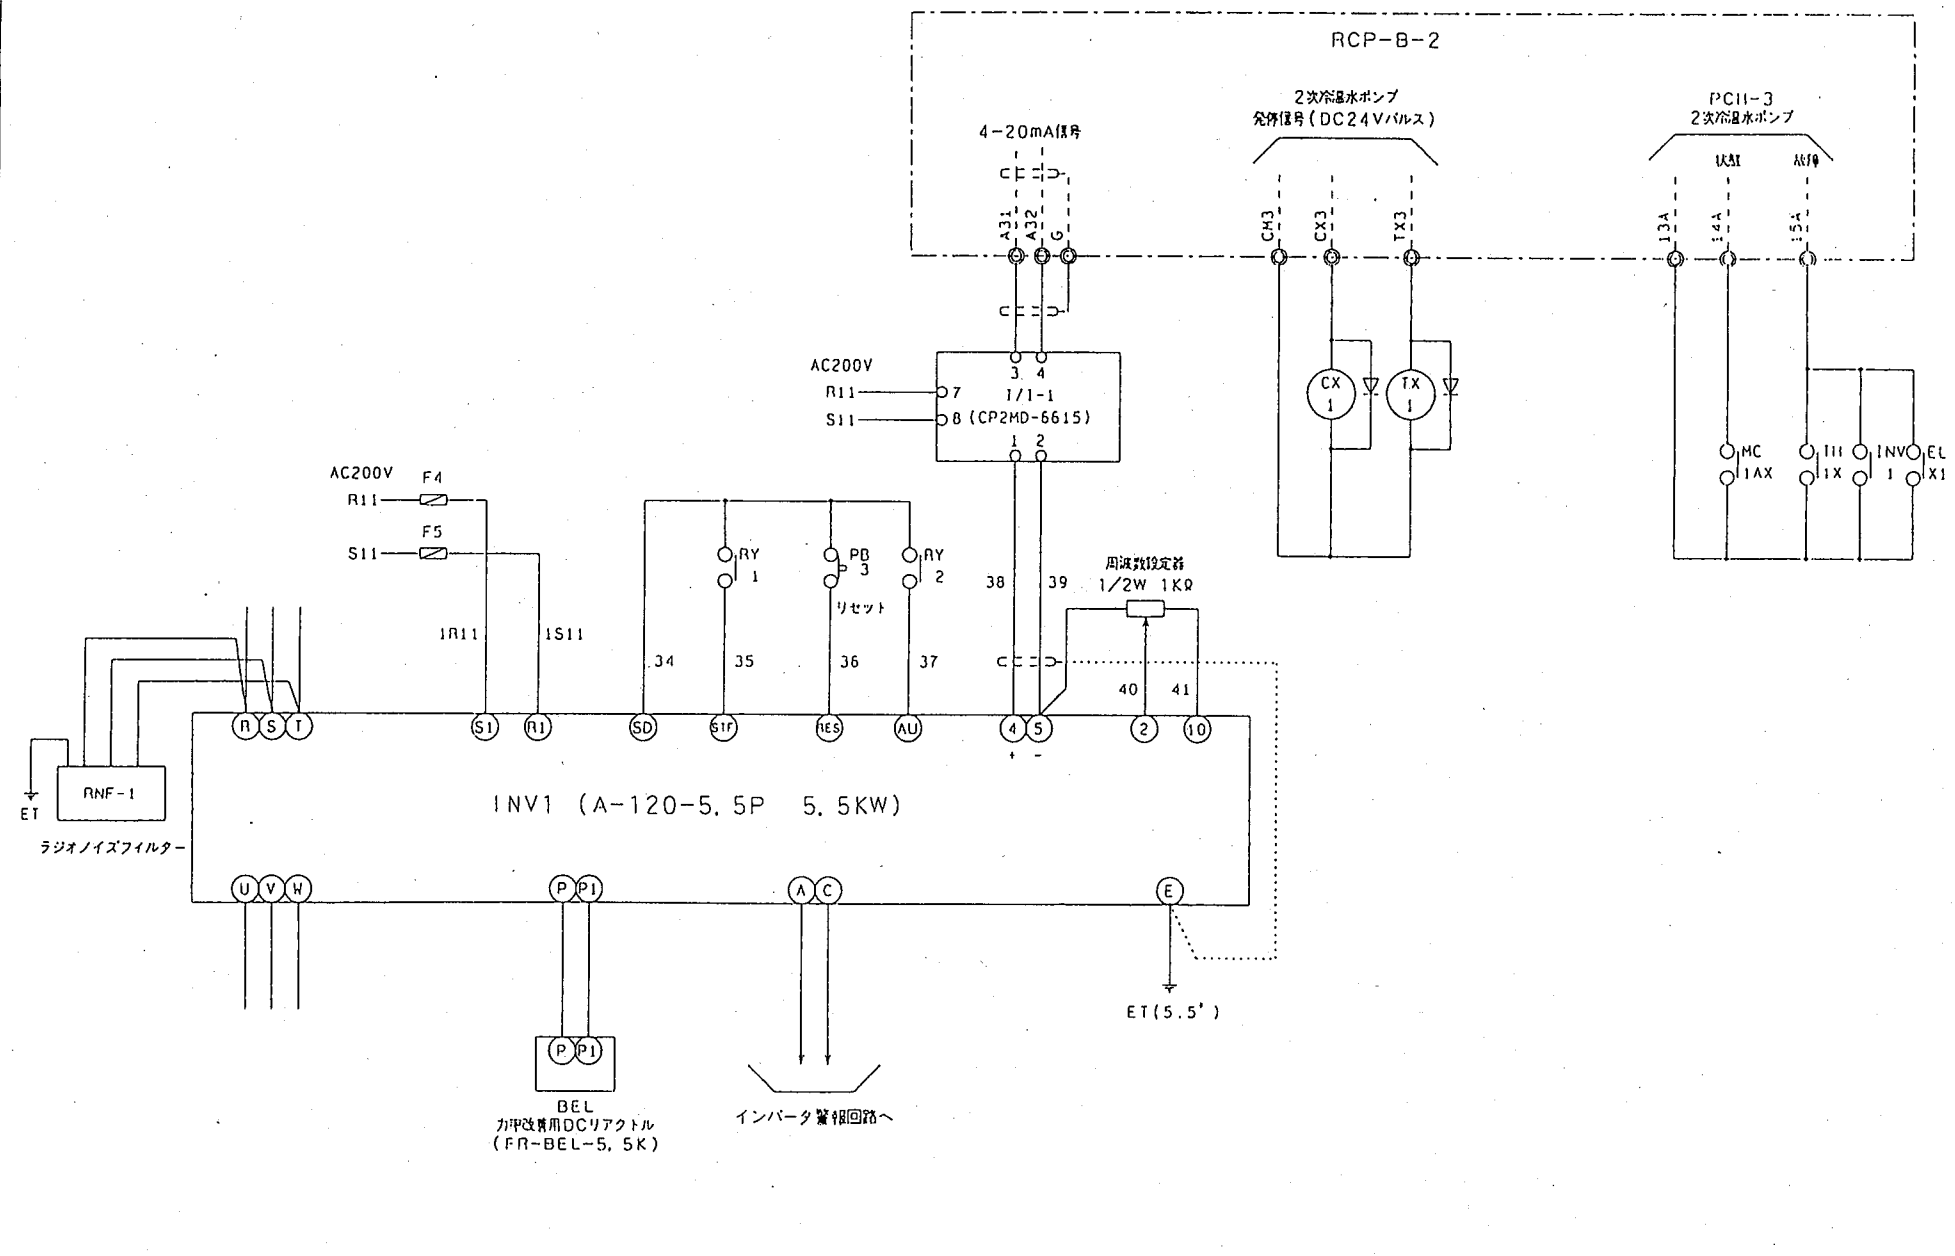 RCP-B-2
4-20mA信号
2次冷温水ポンプ
発停信号(DC24Vパルス)
2次冷温水ポンプ
状態
故障
A31
A32
G
CM3
CX3
TX3
13A
14A
15A
AC200V
R11
S11
3 4
7
I/I-1
8 (CP2MD-6615)
1 2
CX
1
TX
1
MC
1AX
1X
INV
1
EL
X1
AC200V
F4
R11
F5
S11
1R11
1S11
RY
1
PB
3
リセット
RY
2
34
35
36
37
38
39
周波数設定器
1/2W 1KΩ
40
41
R S T
S1
R1
SD
STF
RES
AU
4
5
2
10
+
-
RNF-1
ET
ラジオノイズフィルター
INV1 (A-120-5.5P 5.5KW)
U V W
P P1
A C
E
ET(5.5')
P P1
BEL
力率改善用DCリアクトル
(FR-BEL-5.5K)
インバータ警報回路へ